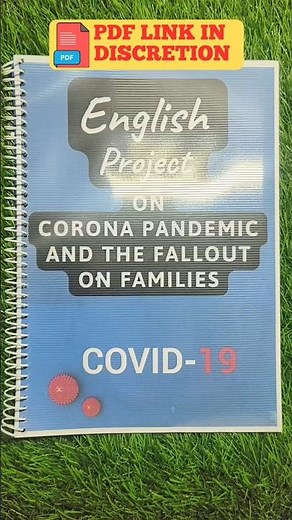 PDF LINK IN
DISCRETION
PDF
English
Project
ON
CORONA PANDEMIC
AND THE FALLOUT
ON FAMILIES
COVID-19